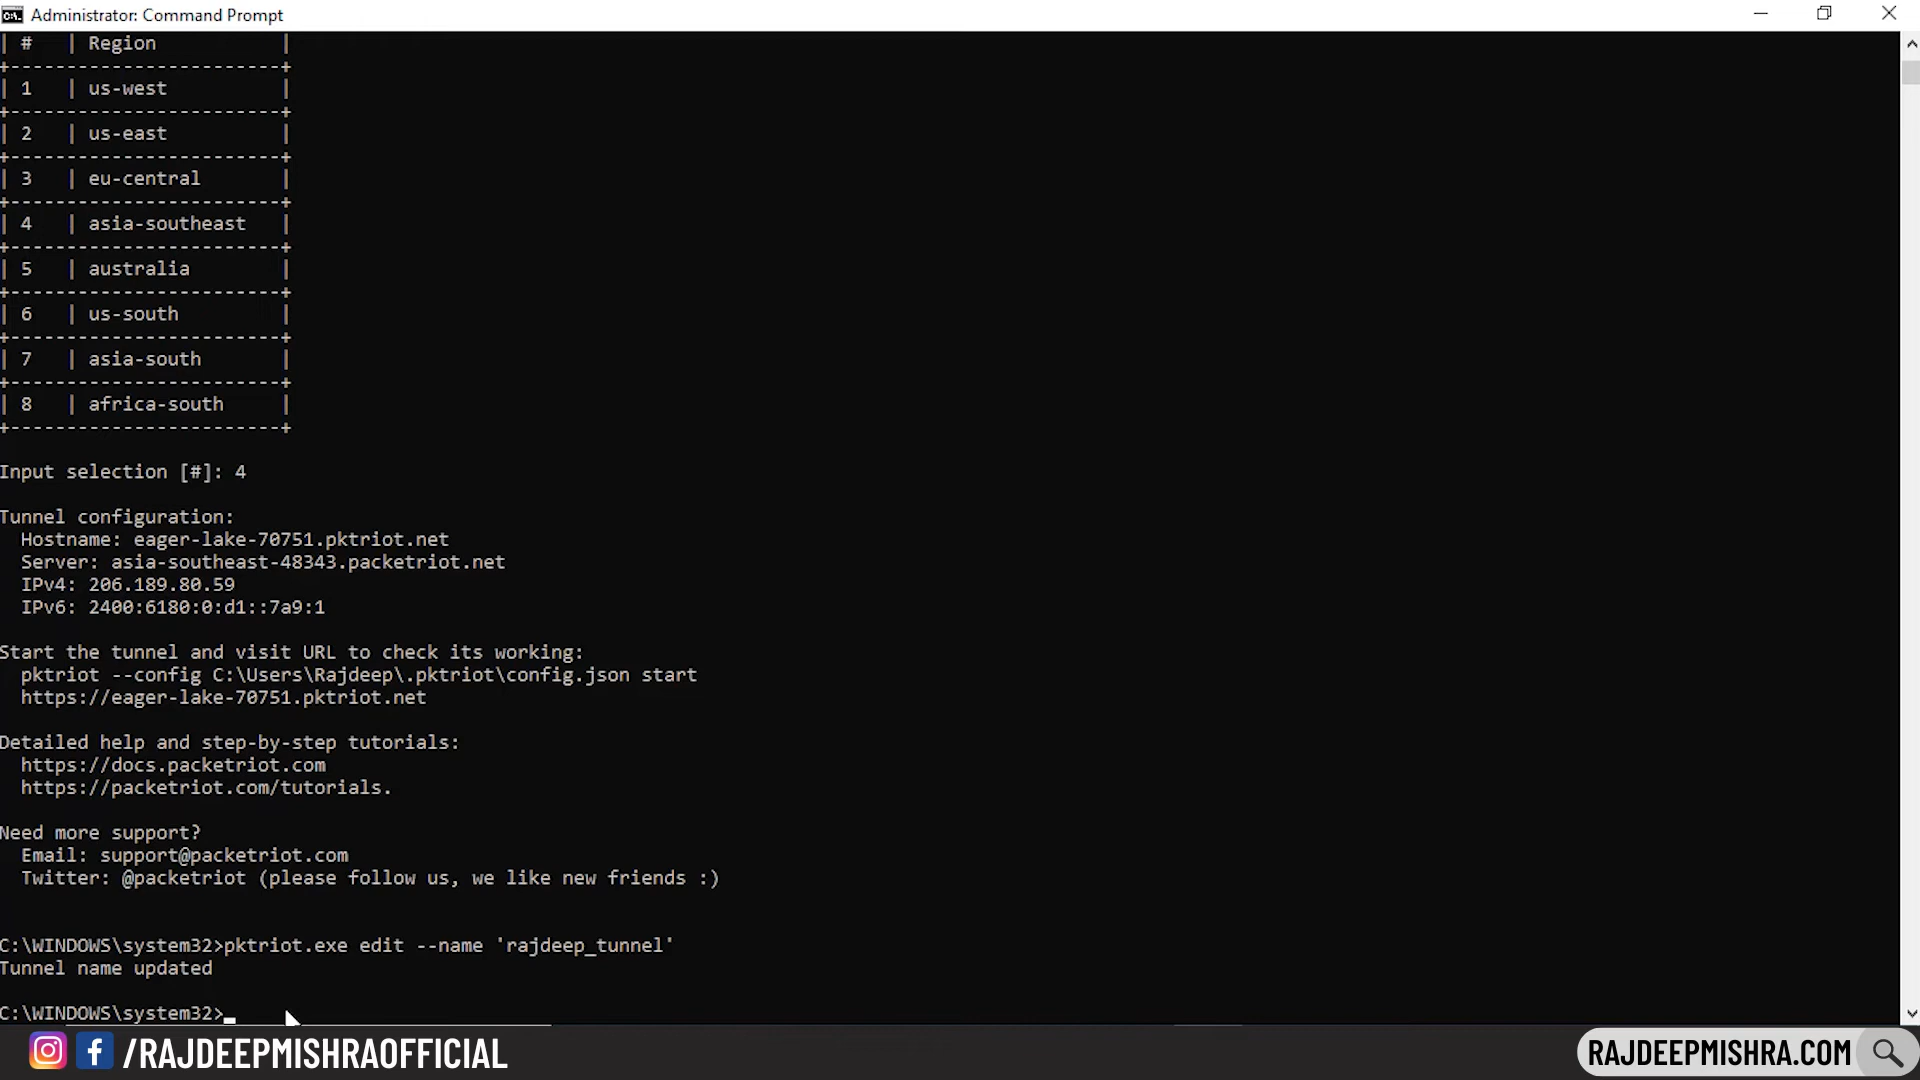 Administrator: Command Prompt
| # | Region |
+------------------------+
| 1 | us-west |
+------------------------+
| 2 | us-east |
+------------------------+
| 3 | eu-central |
+------------------------+
| 4 | asia-southeast |
+------------------------+
| 5 | australia |
+------------------------+
| 6 | us-south |
+------------------------+
| 7 | asia-south |
+------------------------+
| 8 | africa-south |
+------------------------+
Input selection [#]: 4
Tunnel configuration:
Hostname: eager-lake-70751.pktriot.net
Server: asia-southeast-48343.packetriot.net
IPv4: 206.189.80.59
IPv6: 2400:6180:0:d1::7a9:1
Start the tunnel and visit URL to check its working:
pktriot --config C:\Users\Rajdeep\.pktriot\config.json start
https://eager-lake-70751.pktriot.net
Detailed help and step-by-step tutorials:
https://docs.packetriot.com
https://packetriot.com/tutorials.
Need more support?
Email: support@packetriot.com
Twitter: @packetriot (please follow us, we like new friends :)
C:\WINDOWS\system32>pktriot.exe edit --name 'rajdeep_tunnel'
Tunnel name updated
C:\WINDOWS\system32>
/RAJDEEPMISHRAOFFICIAL
RAJDEEPMISHRA.COM